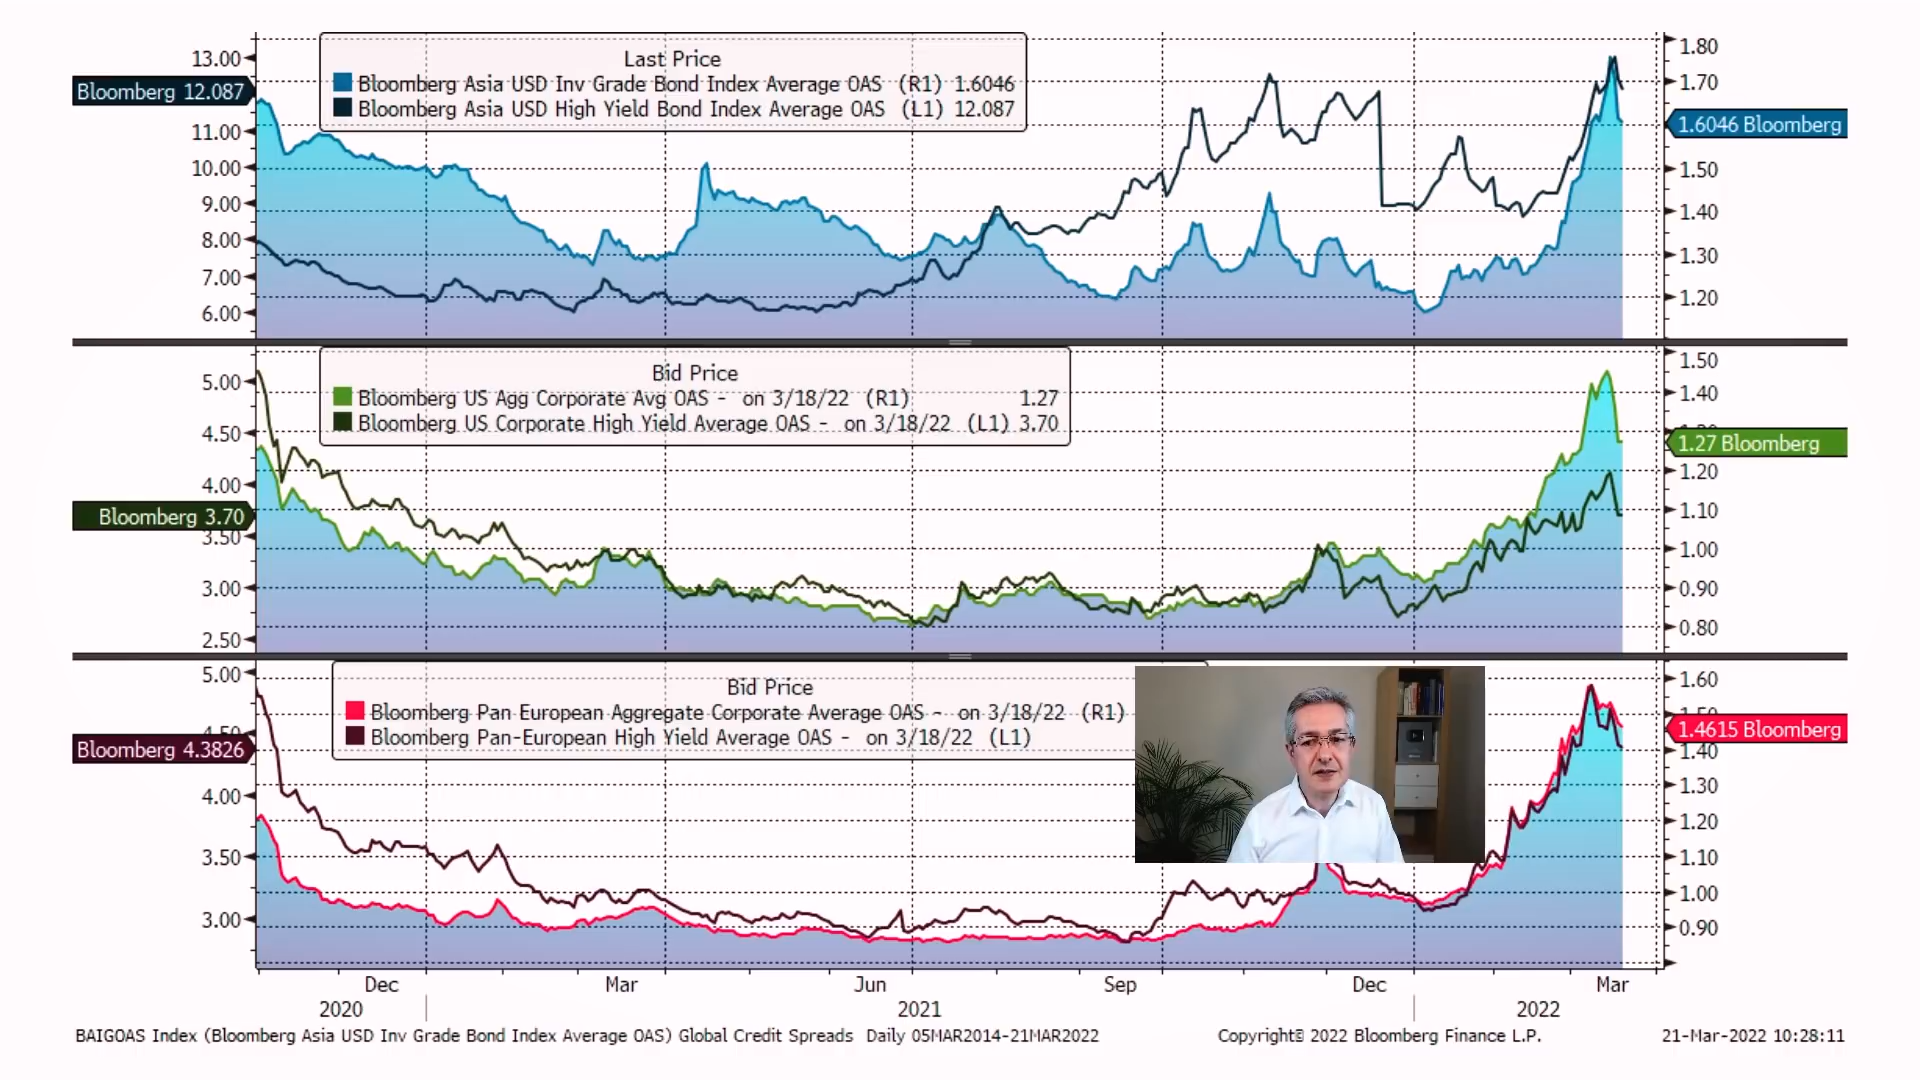 Last Price
Bloomberg Asia USD Inv Grade Bond Index Average OAS (R1) 1.6046
Bloomberg Asia USD High Yield Bond Index Average OAS (L1) 12.087
13.00
Bloomberg 12.087
11.00
10.00
9.00
8.00
7.00
6.00
1.80
1.70
1.6046 Bloomberg
1.50
1.40
1.30
1.20
Bid Price
Bloomberg US Agg Corporate Avg OAS - on 3/18/22 (R1) 1.27
Bloomberg US Corporate High Yield Average OAS - on 3/18/22 (L1) 3.70
5.00
4.50
4.00
Bloomberg 3.70
3.50
3.00
2.50
1.50
1.40
1.27 Bloomberg
1.20
1.10
1.00
0.90
0.80
Bid Price
Bloomberg Pan European Aggregate Corporate Average OAS - on 3/18/22 (R1)
Bloomberg Pan-European High Yield Average OAS - on 3/18/22 (L1)
5.00
Bloomberg 4.3826
4.00
3.50
3.00
1.60
1.4615 Bloomberg
1.40
1.30
1.20
1.10
1.00
0.90
Dec Mar Jun Sep Dec Mar
2020 2021 2022
BAIGOAS Index (Bloomberg Asia USD Inv Grade Bond Index Average OAS) Global Credit Spreads Daily 05MAR2014-21MAR2022 Copyright© 2022 Bloomberg Finance L.P. 21-Mar-2022 10:28:11